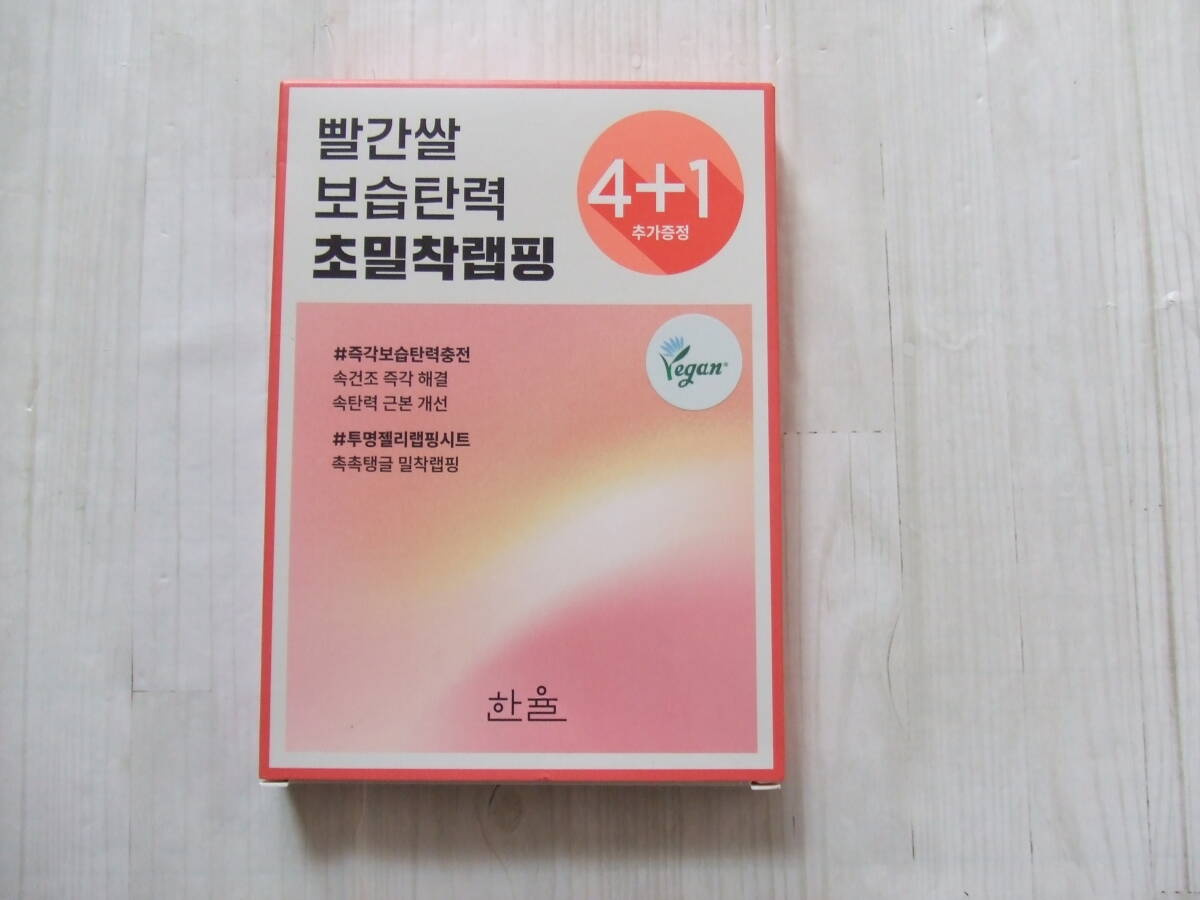 빨간쌀
보습탄력
초밀착랩핑
4+1
추가증정
Vegan®
#즉각보습탄력충전
속건조 즉각 해결
속탄력 근본 개선
#투명젤리랩핑시트
촉촉탱글 밀착랩핑
한율